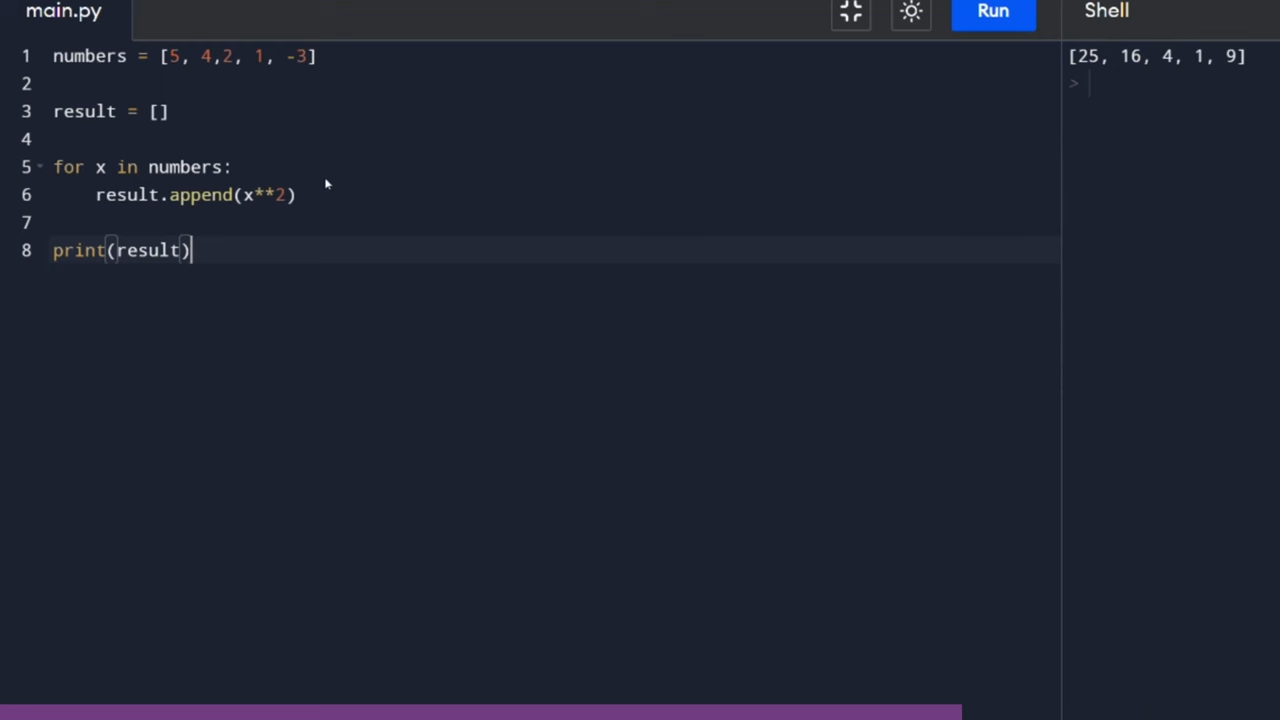 main.py
Run
Shell
1 numbers = [5, 4,2, 1, -3]
2
3 result = []
4
5 for x in numbers:
6     result.append(x**2)
7
8 print(result)
[25, 16, 4, 1, 9]
>